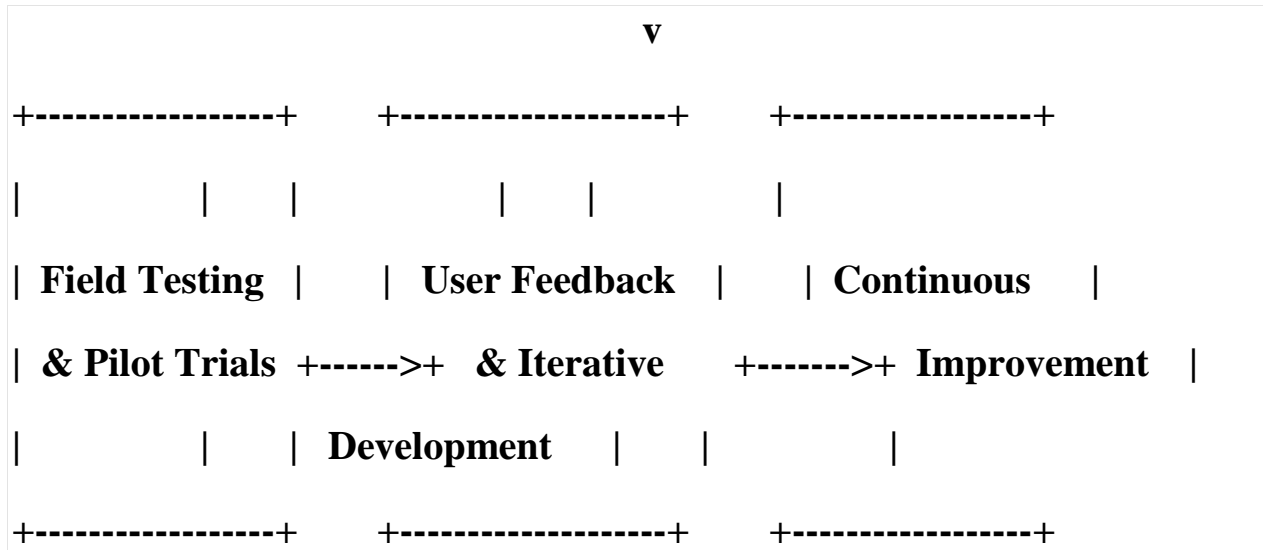 v
+------------------+ +--------------------+ +------------------+
| | | | | |
| Field Testing | | User Feedback | | Continuous |
| & Pilot Trials +------>+ & Iterative +------->+ Improvement |
| | | Development | | |
+------------------+ +--------------------+ +------------------+